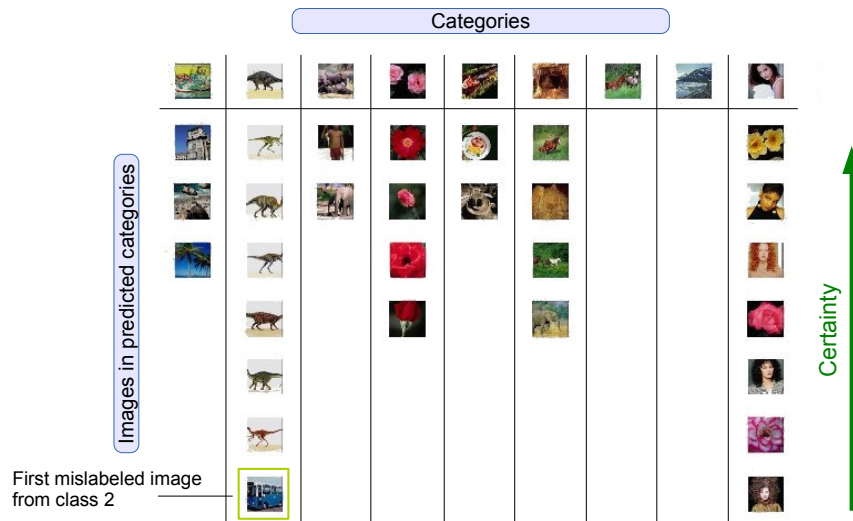 Categories
Images in predicted categories
Certainty
First mislabeled image
from class 2